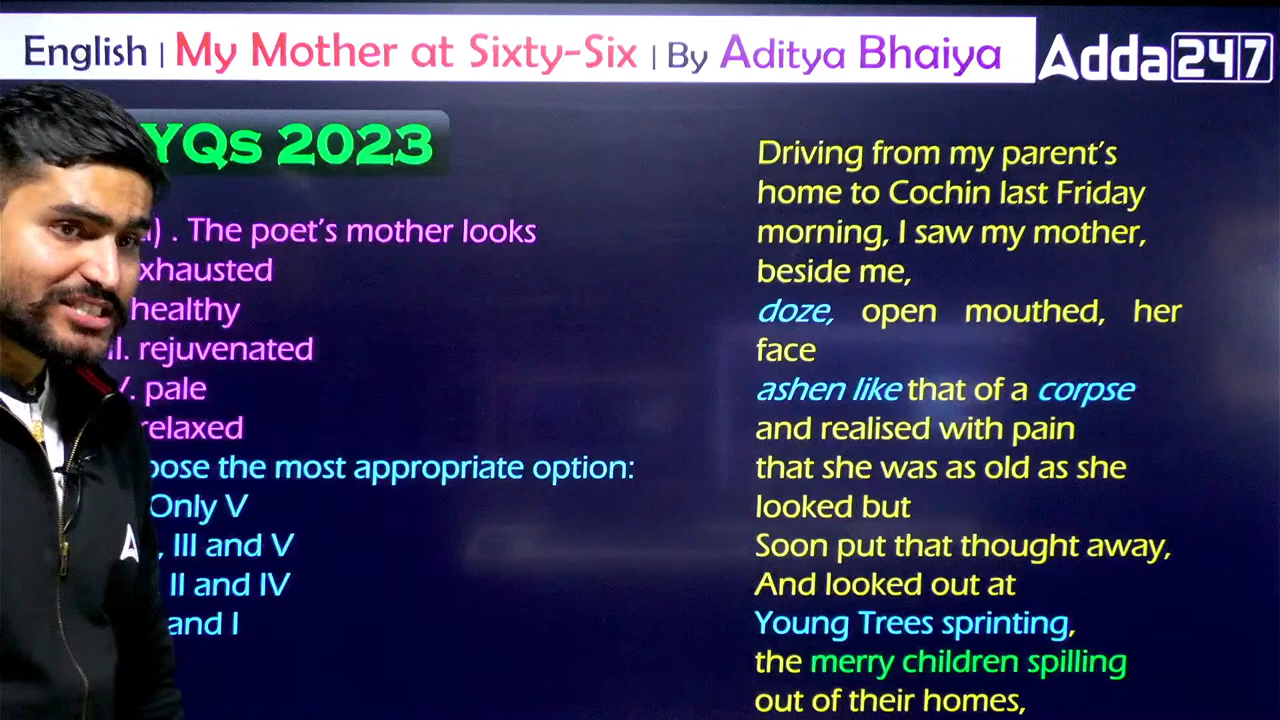 English | My Mother at Sixty-Six | By Aditya Bhaiya
Adda247
YQs 2023
. The poet's mother looks
xhausted
healthy
II. rejuvenated
V. pale
relaxed
oose the most appropriate option:
Only V
, III and V
II and IV
and I
Driving from my parent's
home to Cochin last Friday
morning, I saw my mother,
beside me,
doze, open mouthed, her
face
ashen like that of a corpse
and realised with pain
that she was as old as she
looked but
Soon put that thought away,
And looked out at
Young Trees sprinting,
the merry children spilling
out of their homes,